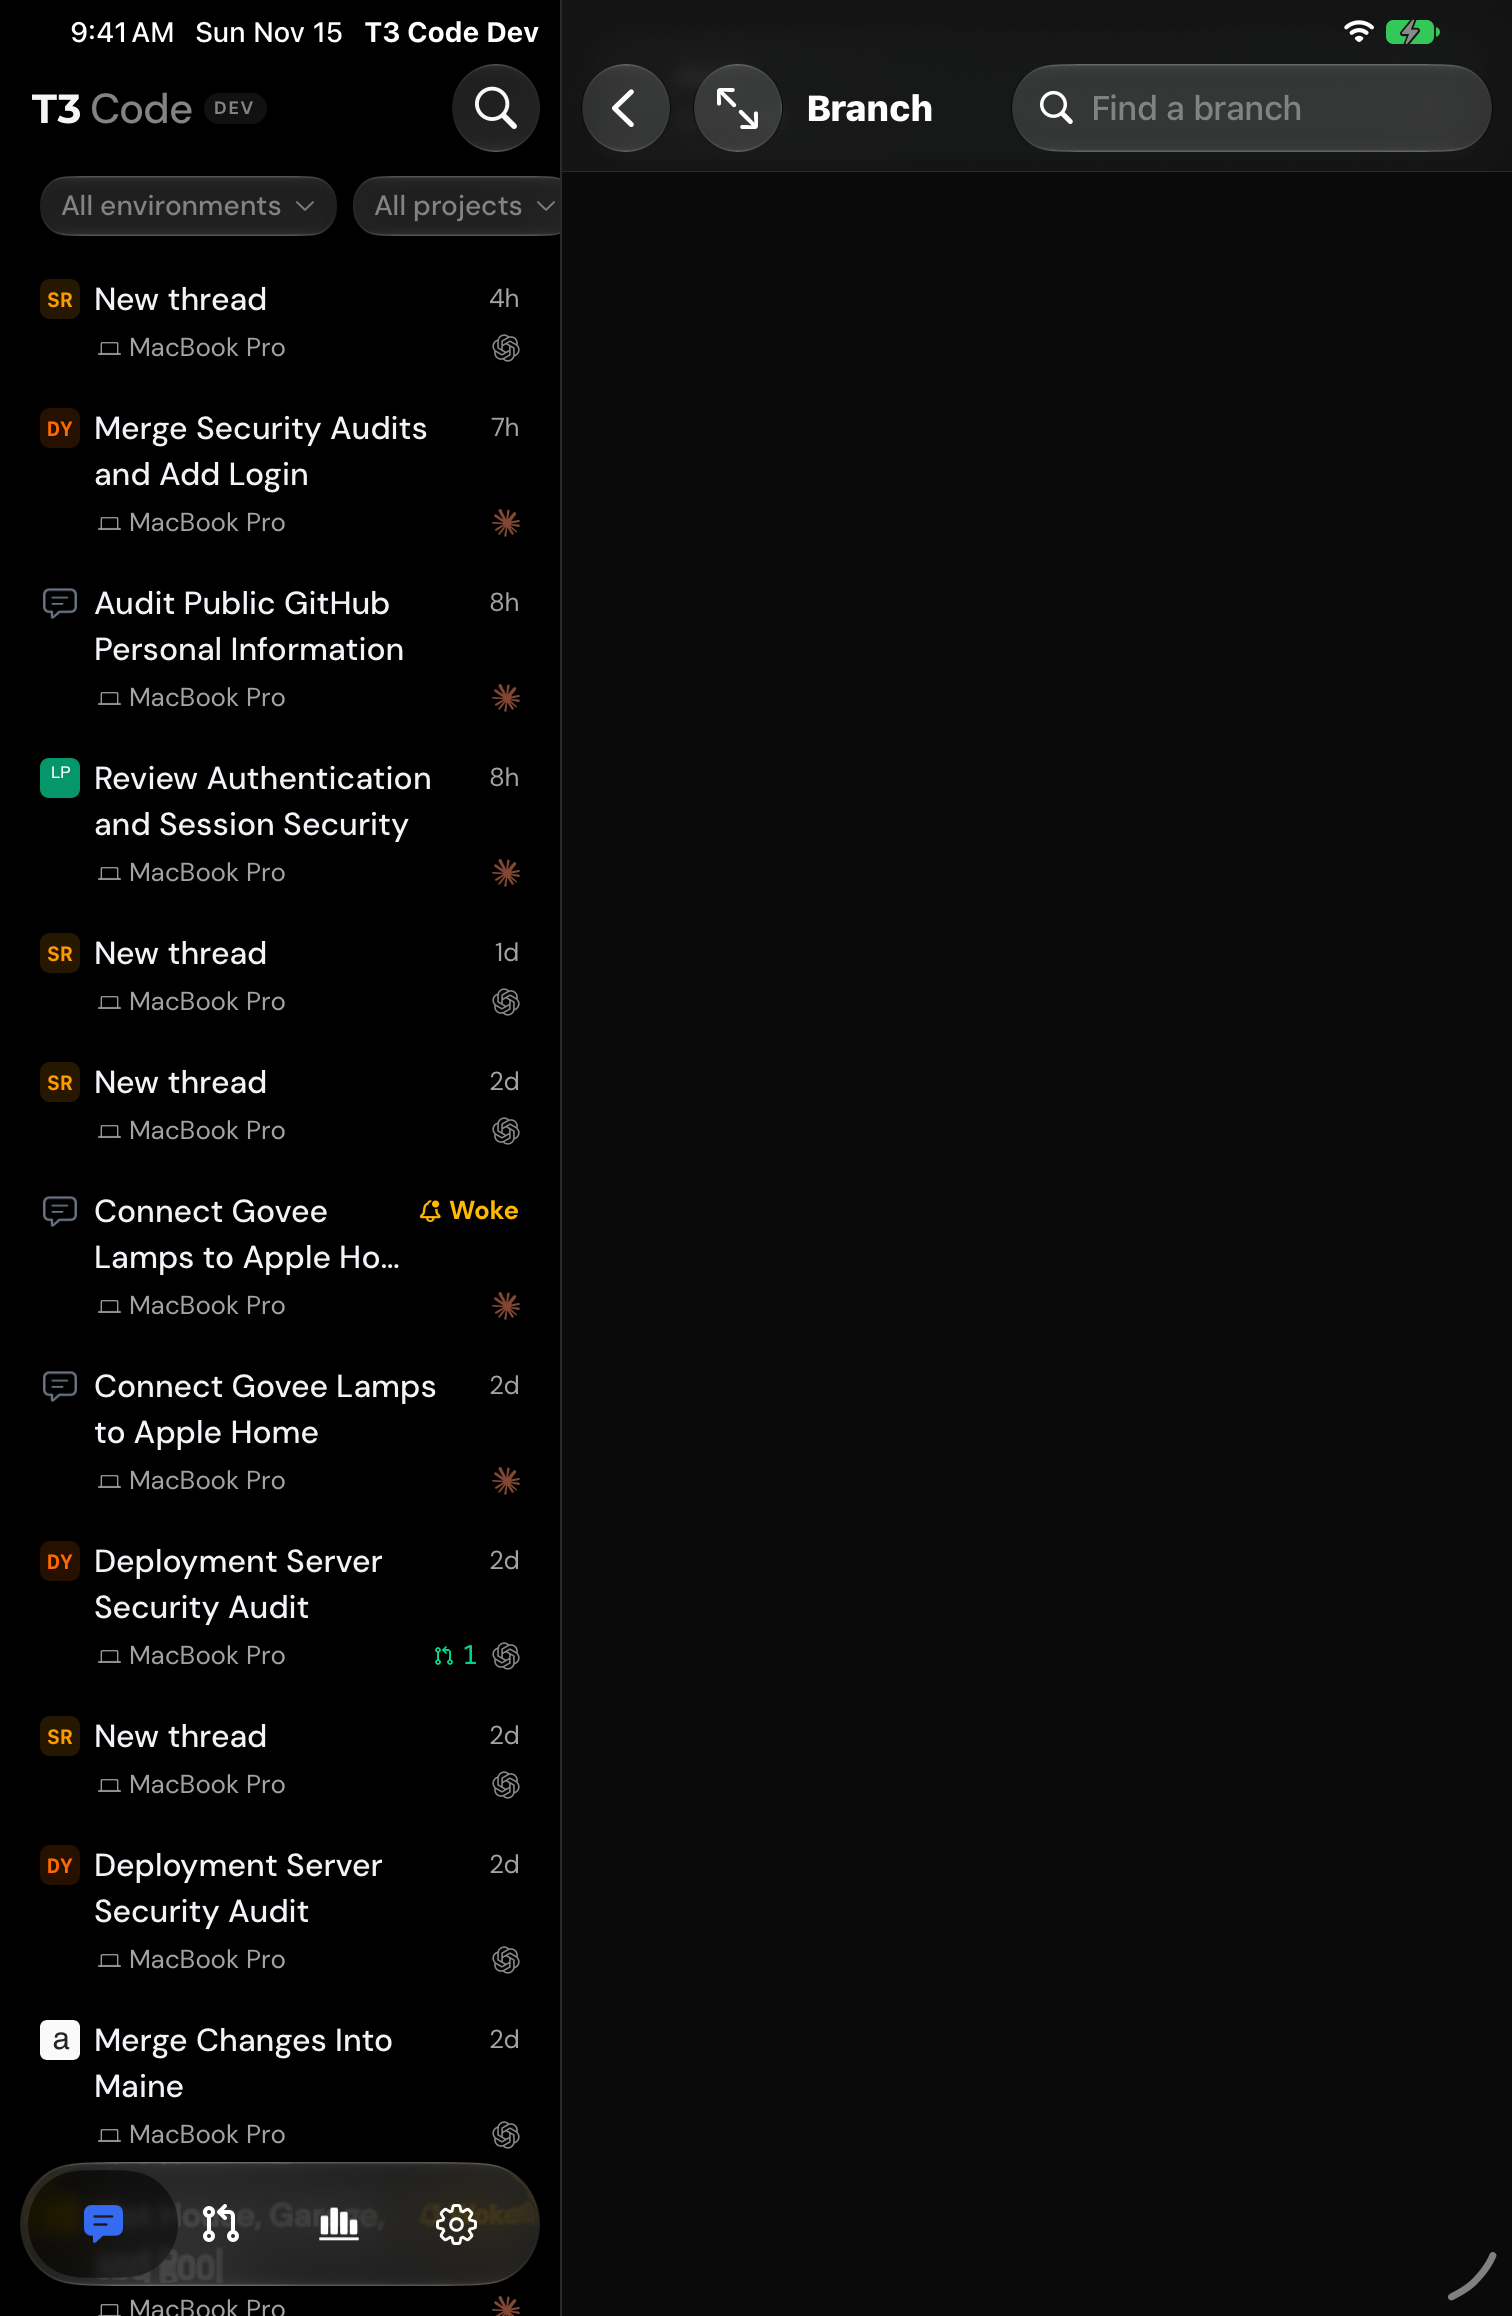 9:41 AM Sun Nov 15 T3 Code Dev
T3 Code DEV
Branch
Find a branch
All environments
All projects
SR New thread 4h
MacBook Pro
DY Merge Security Audits 7h
and Add Login
MacBook Pro
Audit Public GitHub 8h
Personal Information
MacBook Pro
LP Review Authentication 8h
and Session Security
MacBook Pro
SR New thread 1d
MacBook Pro
SR New thread 2d
MacBook Pro
Connect Govee Woke
Lamps to Apple Ho...
MacBook Pro
Connect Govee Lamps 2d
to Apple Home
MacBook Pro
DY Deployment Server 2d
Security Audit
MacBook Pro 1
SR New thread 2d
MacBook Pro
DY Deployment Server 2d
Security Audit
MacBook Pro
a Merge Changes Into 2d
Maine
MacBook Pro
MacBook Pro